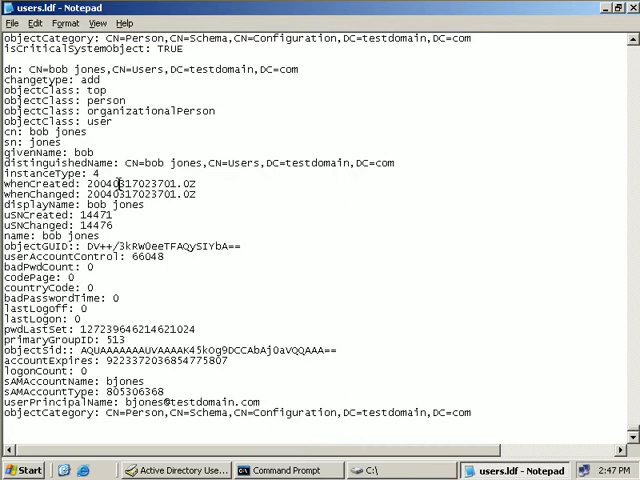 users.ldf - Notepad
File Edit Format View Help
objectCategory: CN=Person,CN=Schema,CN=Configuration,DC=testdomain,DC=com
isCriticalSystemObject: TRUE
dn: CN=bob jones,CN=Users,DC=testdomain,DC=com
changetype: add
objectClass: top
objectClass: person
objectClass: organizationalPerson
objectClass: user
cn: bob jones
sn: jones
givenName: bob
distinguishedName: CN=bob jones,CN=Users,DC=testdomain,DC=com
instanceType: 4
whenCreated: 20040317023701.0Z
whenChanged: 20040317023701.0Z
displayName: bob jones
uSNCreated: 14471
uSNChanged: 14476
name: bob jones
objectGUID:: DV++/3kRW0eeTFAQySIYbA==
userAccountControl: 66048
badPwdCount: 0
codePage: 0
countryCode: 0
badPasswordTime: 0
lastLogoff: 0
lastLogon: 0
pwdLastSet: 127239646214621024
primaryGroupID: 513
objectSid:: AQUAAAAAAAUVAAAAK45kOg9DCCAbAj0aVQQAAA==
accountExpires: 9223372036854775807
logonCount: 0
sAMAccountName: bjones
sAMAccountType: 805306368
userPrincipalName: bjones@testdomain.com
objectCategory: CN=Person,CN=Schema,CN=Configuration,DC=testdomain,DC=com
Start Active Directory Use... Command Prompt C:\ users.ldf - Notepad 2:47 PM